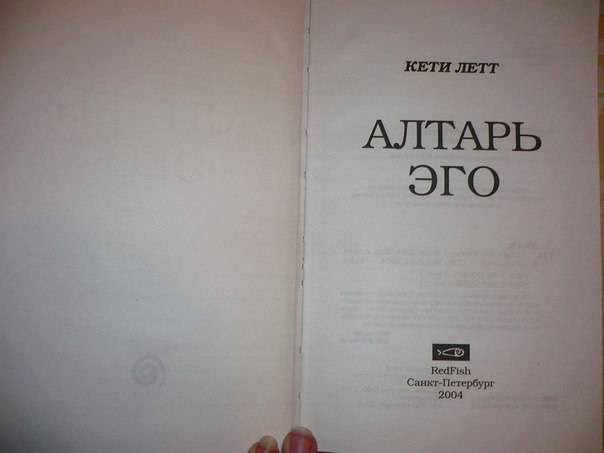 КЕТИ ЛЕТТ
АЛТАРЬ
ЭГО
RedFish
Санкт-Петербург
2004